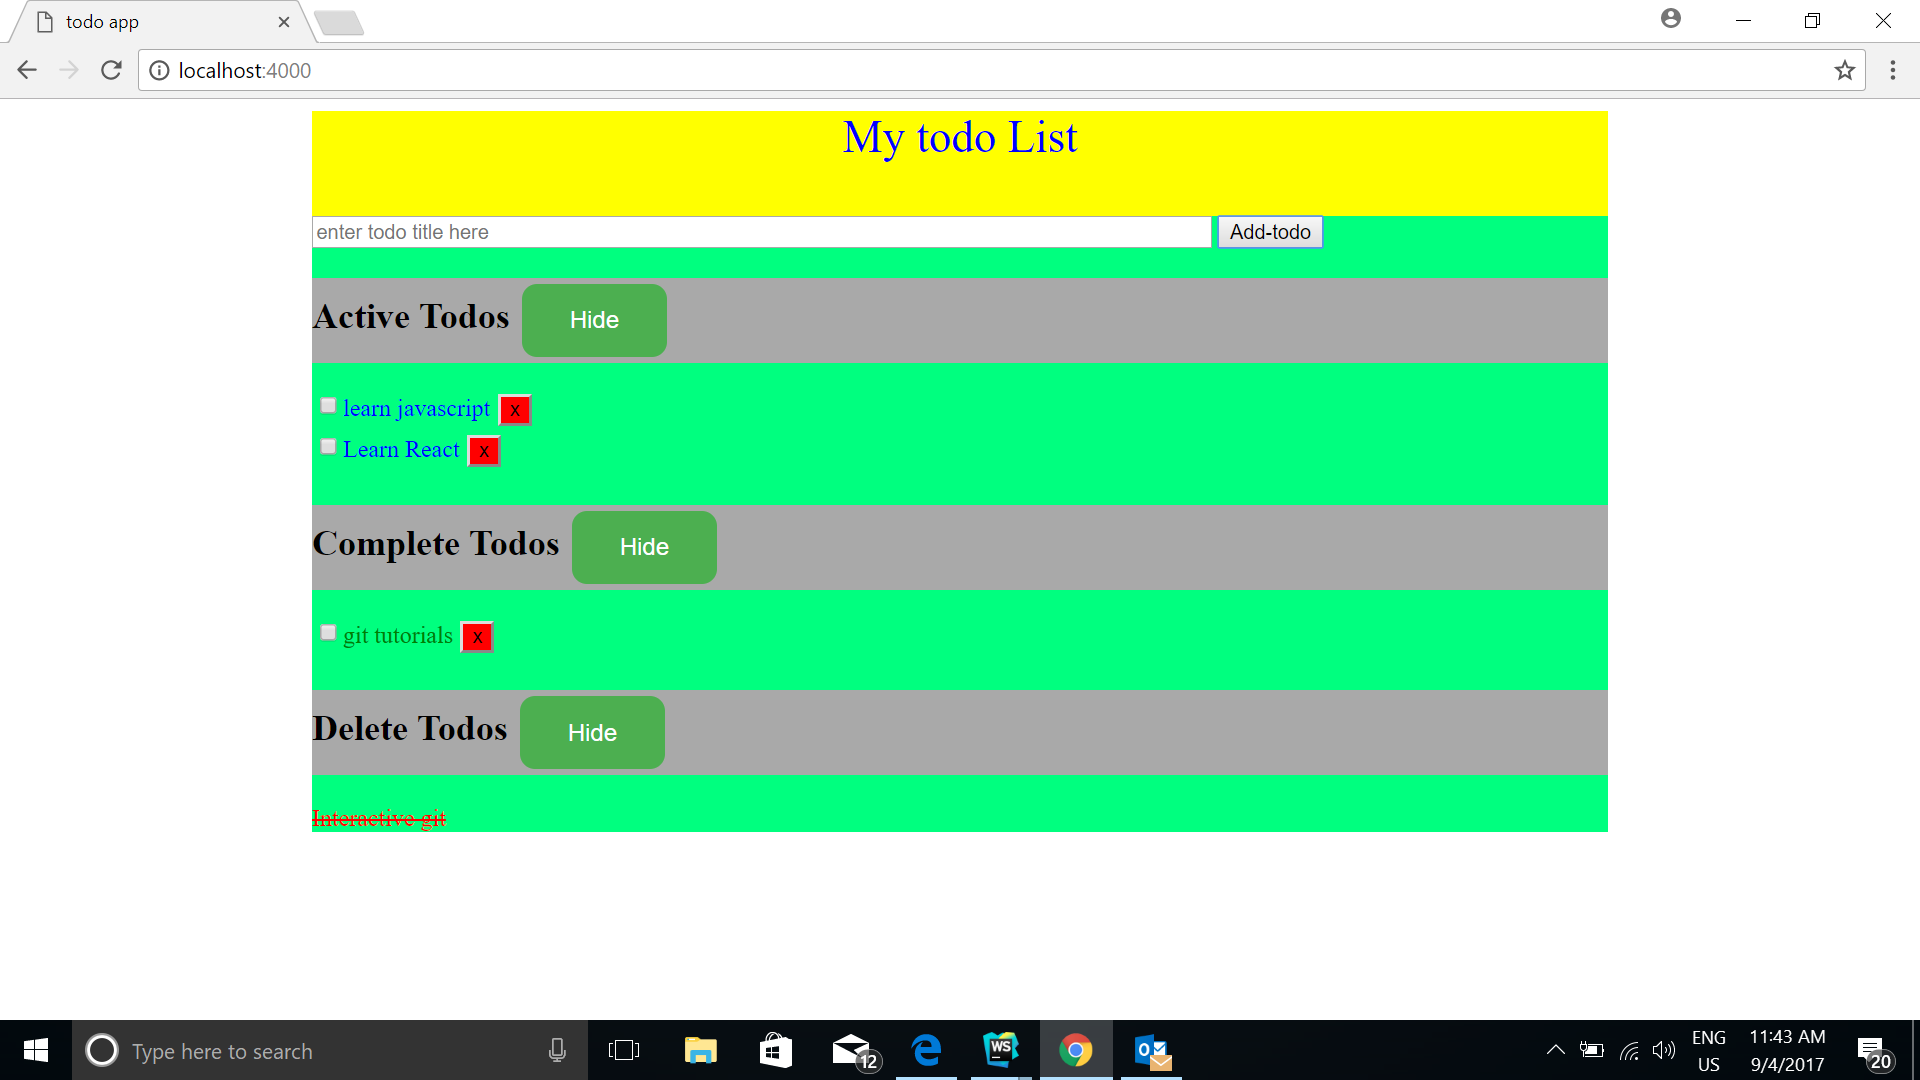 todo app
localhost:4000
My todo List
enter todo title here Add-todo
Active Todos Hide
learn javascript x
Learn React x
Complete Todos Hide
git tutorials x
Delete Todos Hide
Interactive git
Type here to search
12
WS
O
ENG
US
11:43 AM
9/4/2017
20